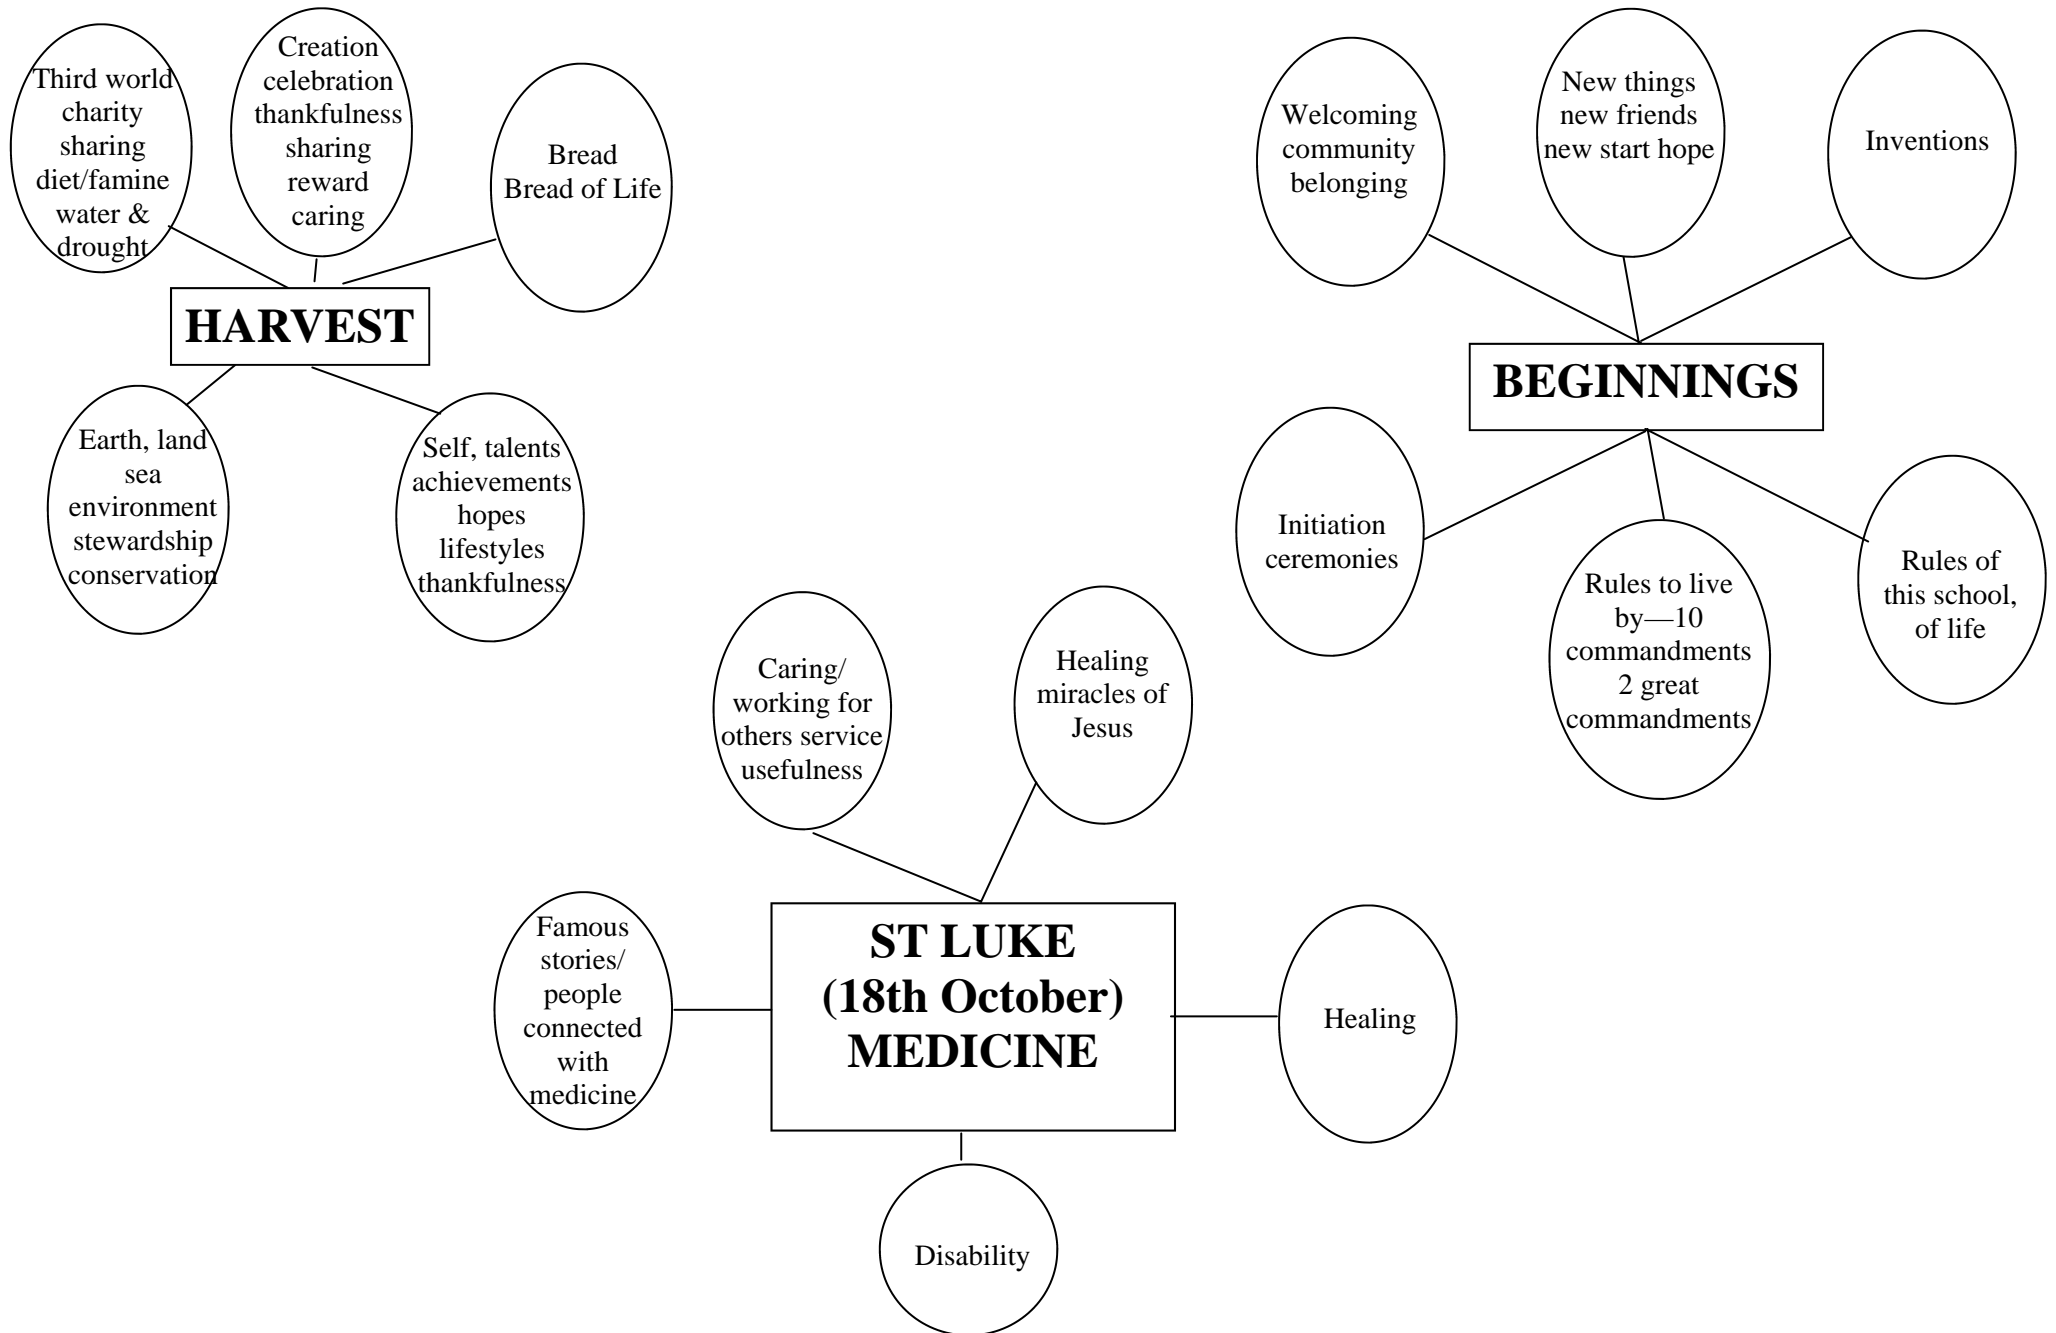 Third world
charity
sharing
diet/famine
water &
drought
Creation
celebration
thankfulness
sharing
reward
caring
Bread
Bread of Life
HARVEST
Earth, land
sea
environment
stewardship
conservation
Self, talents
achievements
hopes
lifestyles
thankfulness
Welcoming
community
belonging
New things
new friends
new start hope
Inventions
BEGINNINGS
Initiation
ceremonies
Rules to live
by—10
commandments
2 great
commandments
Rules of
this school,
of life
Caring/
working for
others service
usefulness
Healing
miracles of
Jesus
Famous
stories/
people
connected
with
medicine
ST LUKE
(18th October)
MEDICINE
Healing
Disability